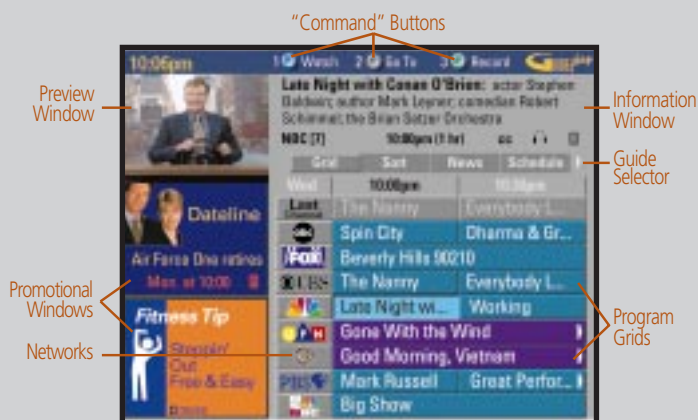 “Command” Buttons
10:06pm 1 Watch 2 Go To 3 Record
Preview
Window
Late Night with Conan O'Brien: actor Stephen
Baldwin; author Mark Leyner; comedian Robert
Schimmel; the Brian Setzer Orchestra
NBC [7] 10:00pm (1 hr) cc
Information
Window
Grid Sort News Schedule
Guide
Selector
Wed 10:00pm
Last
Channel
The Nanny Everybody L...
abc Spin City Dharma & Gr...
FOX Beverly Hills 90210
CBS The Nanny Everybody L...
Late Night wi... Working
Gone With the Wind
Good Morning, Vietnam
PBS Mark Russell Great Perfor...
Big Show
Dateline
Air Force One retires
Mon. at 10:00
Promotional
Windows
Fitness Tip
Steppin'
Out
Free & Easy
Networks
Program
Grids